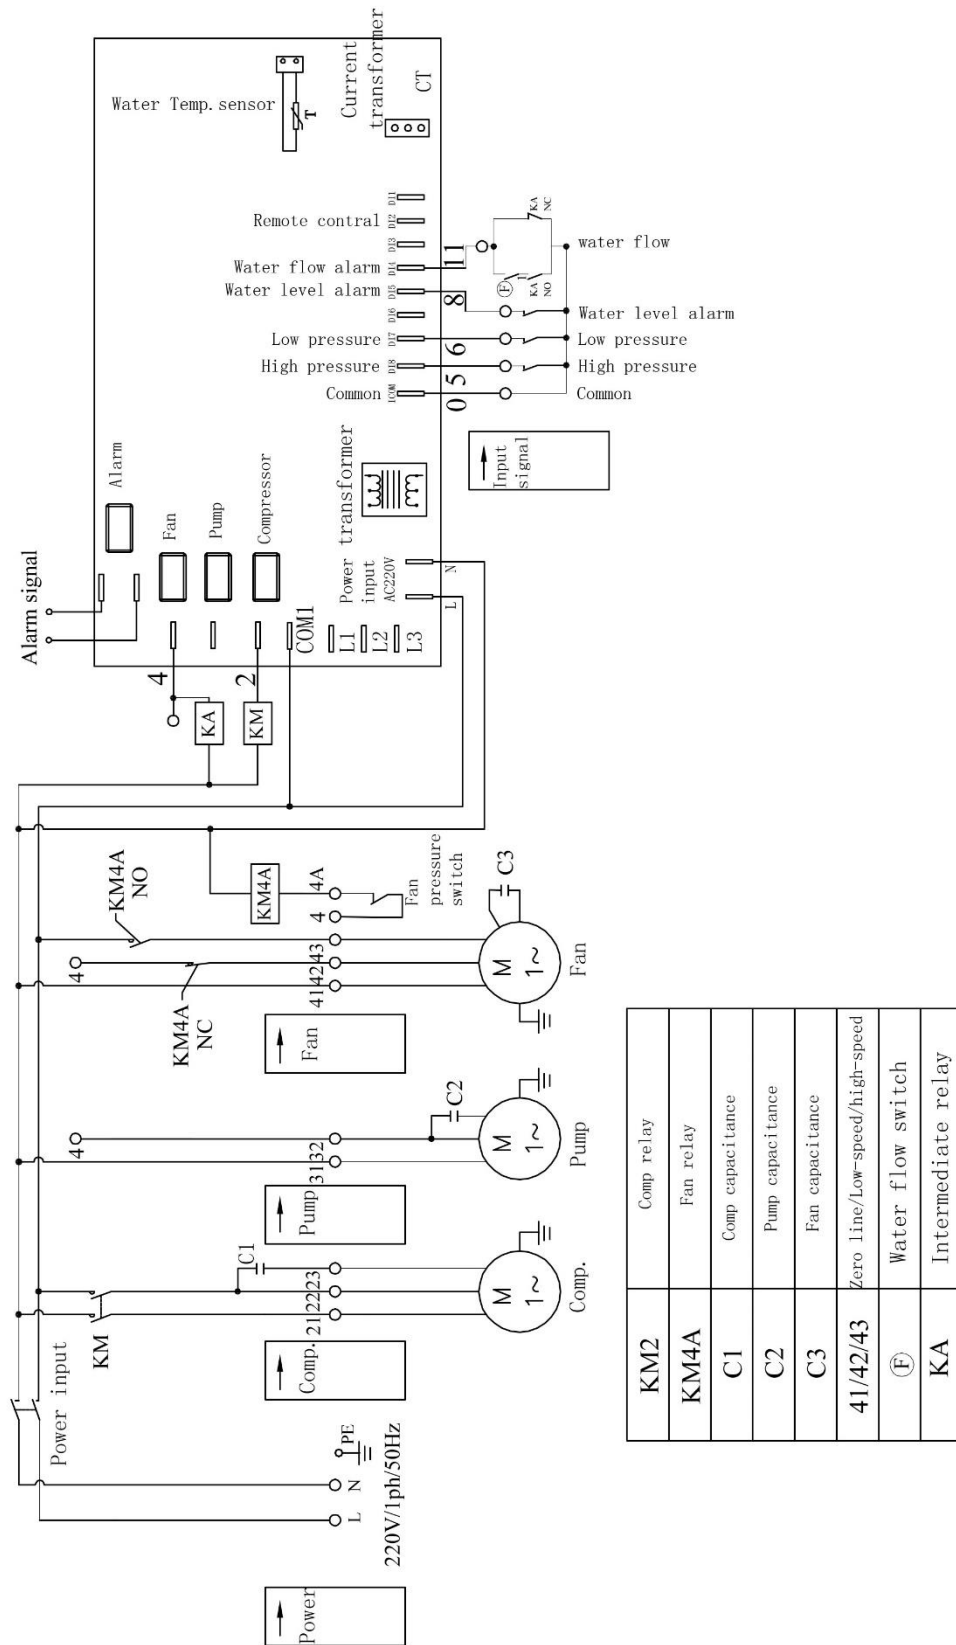 Alarm signal
Alarm
Fan
Pump
Compressor
COM1
L1
L2
L3
Power
input
AC220V
L
N
transformer
Water Temp.sensor
T
Current
transformer
CT
DI1
Remote contral
DI2
DI3
Water flow alarm
DI4
Water level alarm
DI5
DI6
Low pressure
DI7
High pressure
DI8
Common
ICOM
11
8
6
5
0
F
KA
NO
KA
NC
water flow
Water level alarm
Low pressure
High pressure
Common
Input
signal
4
2
KA
KM
KM4A
4A
4
Fan
pressure
switch
KM4A
NO
4
KM4A
NC
41
42
43
Fan
M
1~
C3
Fan
4
31
32
Pump
C2
M
1~
Pump
KM
C1
21
22
23
Comp.
M
1~
Comp.
Power input
PE
N
L
220V/1ph/50Hz
Power
KM2 Comp relay
KM4A Fan relay
C1 Comp capacitance
C2 Pump capacitance
C3 Fan capacitance
41/42/43 Zero line/Low-speed/high-speed
F Water flow switch
KA Intermediate relay